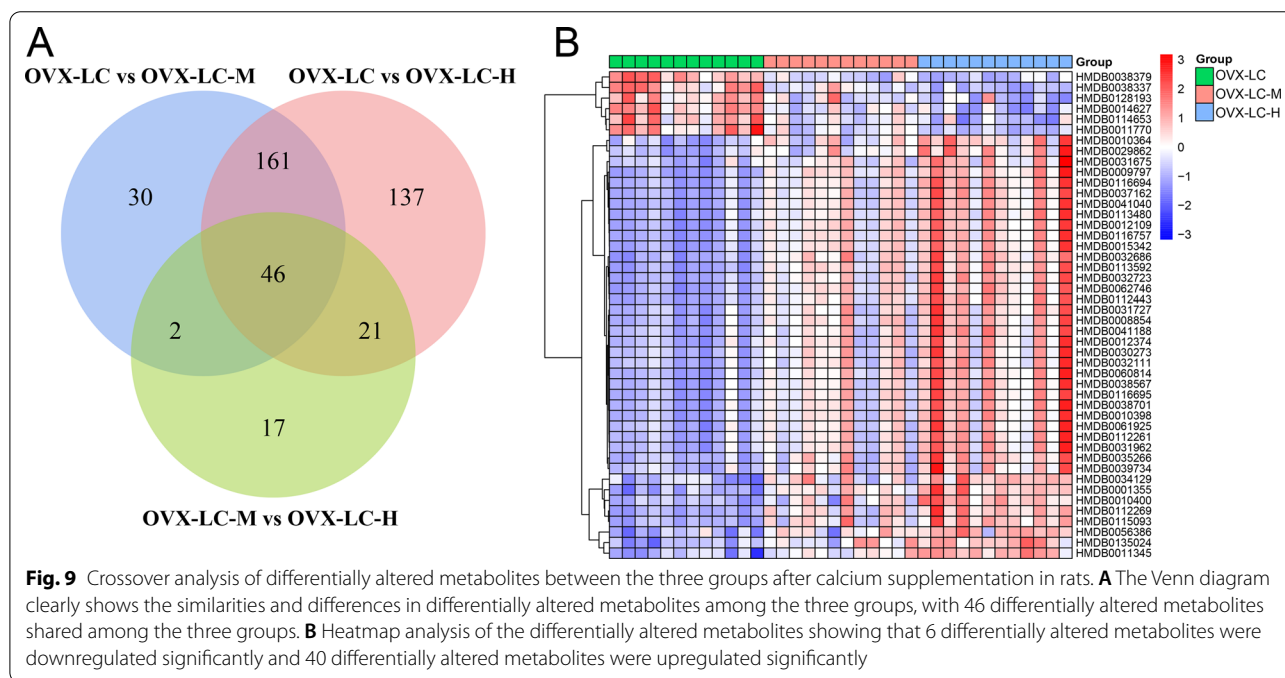 A
OVX-LC vs OVX-LC-M
OVX-LC vs OVX-LC-H
161
30
137
46
2
21
17
OVX-LC-M vs OVX-LC-H
B
Group
HMDB0038379
HMDB0038337
HMDB0128193
HMDB0014627
HMDB0114653
HMDB0011770
HMDB0010364
HMDB0029862
HMDB0031675
HMDB0009797
HMDB0116694
HMDB0037162
HMDB0041040
HMDB0113480
HMDB0012109
HMDB0116757
HMDB0015342
HMDB0032686
HMDB0113592
HMDB0032723
HMDB0062746
HMDB0112443
HMDB0031727
HMDB0008854
HMDB0041188
HMDB0012374
HMDB0030273
HMDB0032111
HMDB0060814
HMDB0038567
HMDB0116695
HMDB0038701
HMDB0010398
HMDB0061925
HMDB0112261
HMDB0031962
HMDB0035266
HMDB0039734
HMDB0034129
HMDB0001355
HMDB0010400
HMDB0112269
HMDB0115093
HMDB0056386
HMDB0135024
HMDB0011345
3
2
1
0
−1
−2
−3
Group
OVX-LC
OVX-LC-M
OVX-LC-H
Fig. 9 Crossover analysis of differentially altered metabolites between the three groups after calcium supplementation in rats. A The Venn diagram
clearly shows the similarities and differences in differentially altered metabolites among the three groups, with 46 differentially altered metabolites
shared among the three groups. B Heatmap analysis of the differentially altered metabolites showing that 6 differentially altered metabolites were
downregulated significantly and 40 differentially altered metabolites were upregulated significantly